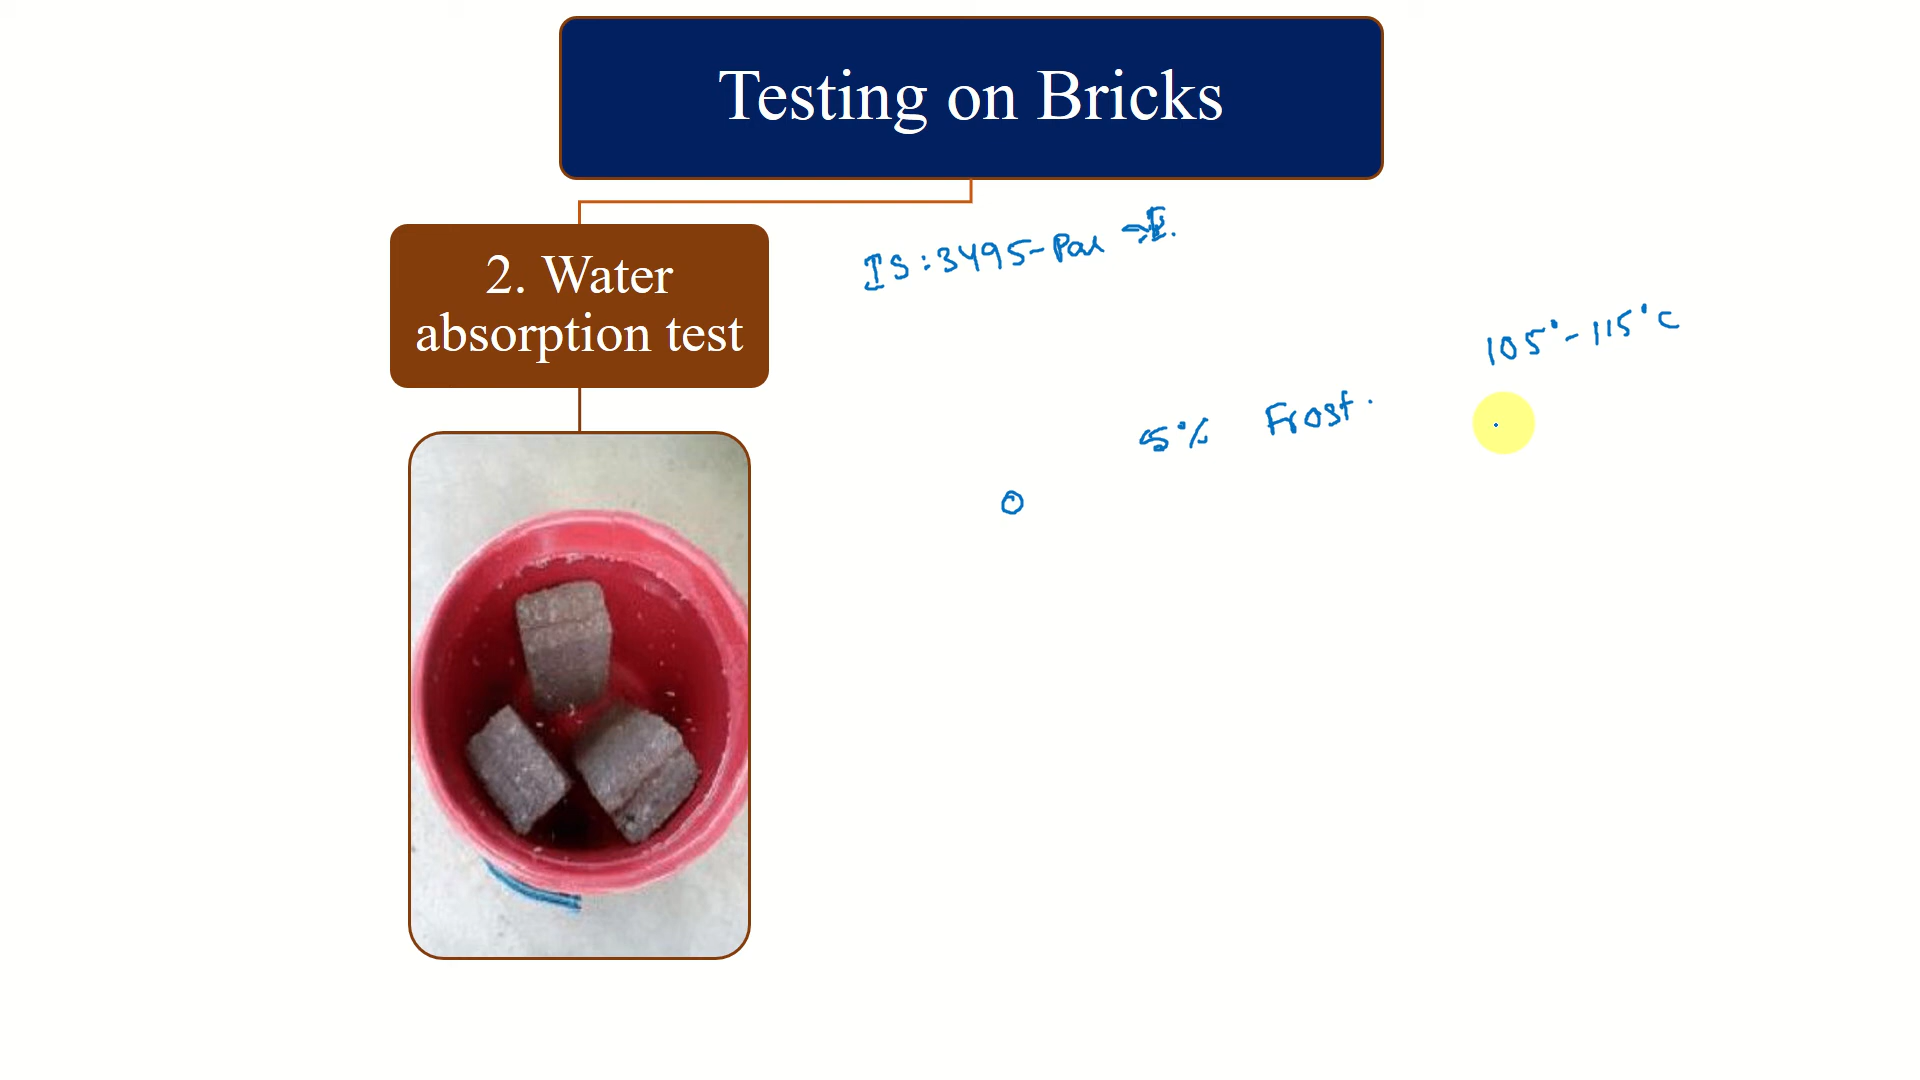 Testing on Bricks
2. Water
absorption test
IS:3495-Par
105°-115°C
5% Frost.